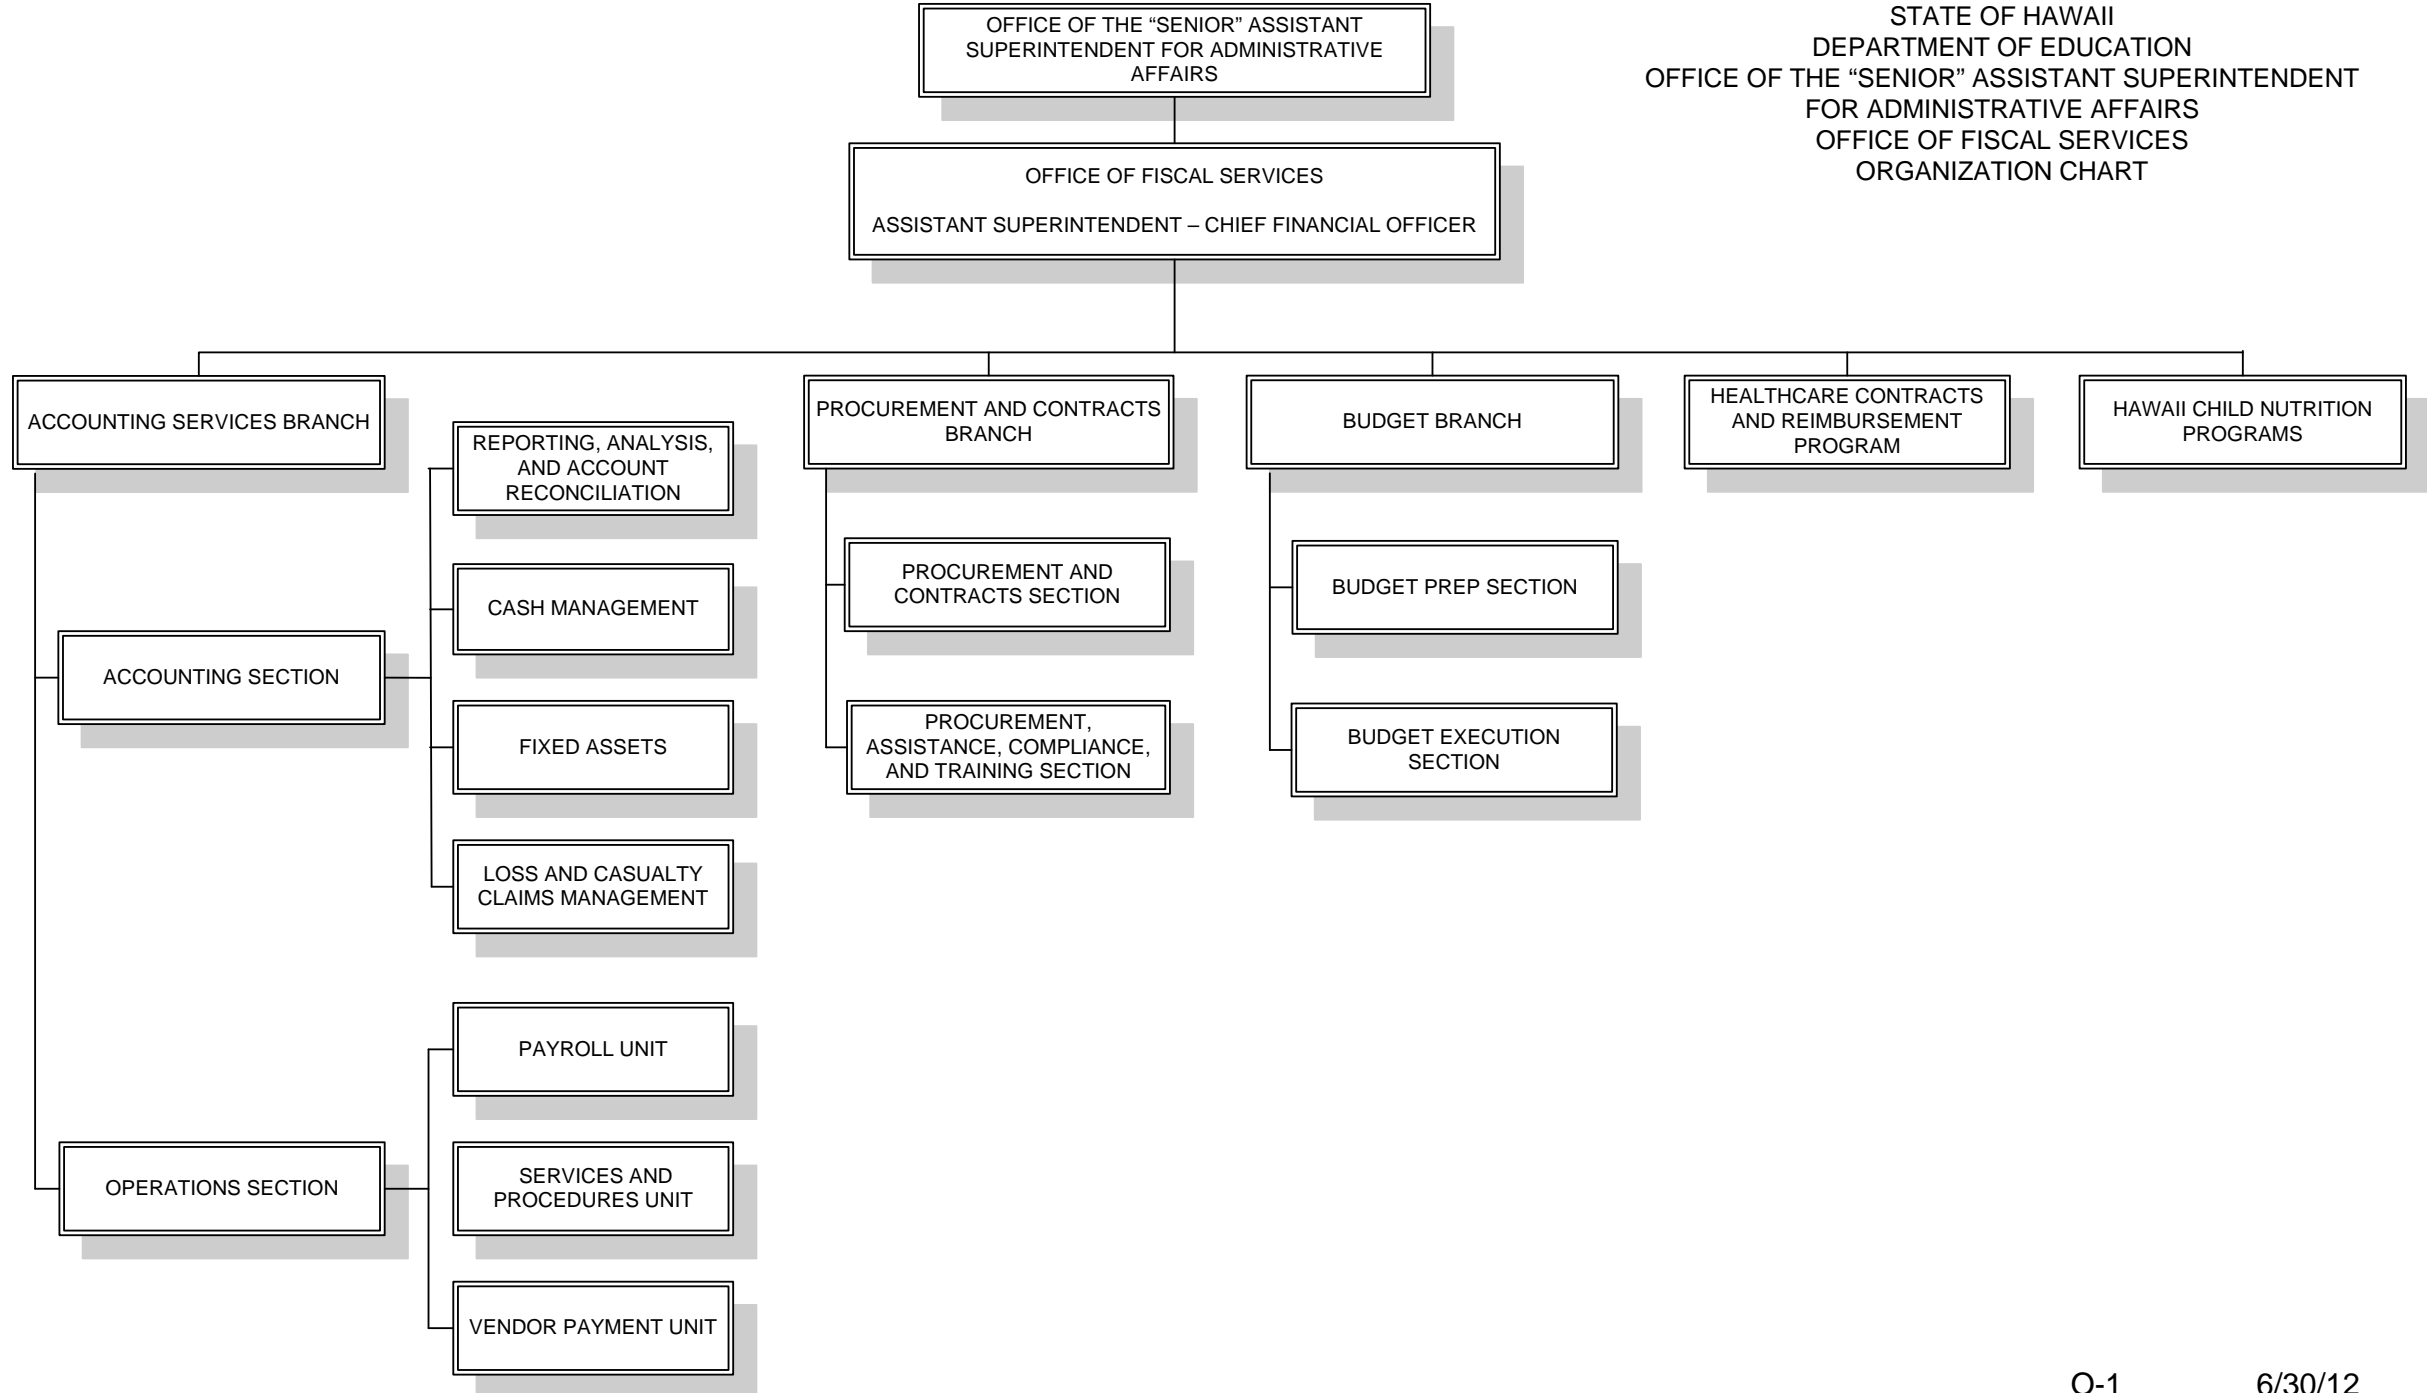 OFFICE OF THE “SENIOR” ASSISTANT
SUPERINTENDENT FOR ADMINISTRATIVE
AFFAIRS
STATE OF HAWAII
DEPARTMENT OF EDUCATION
OFFICE OF THE “SENIOR” ASSISTANT SUPERINTENDENT
FOR ADMINISTRATIVE AFFAIRS
OFFICE OF FISCAL SERVICES
ORGANIZATION CHART
OFFICE OF FISCAL SERVICES
ASSISTANT SUPERINTENDENT – CHIEF FINANCIAL OFFICER
ACCOUNTING SERVICES BRANCH
PROCUREMENT AND CONTRACTS
BRANCH
BUDGET BRANCH
HEALTHCARE CONTRACTS
AND REIMBURSEMENT
PROGRAM
HAWAII CHILD NUTRITION
PROGRAMS
REPORTING, ANALYSIS,
AND ACCOUNT
RECONCILIATION
CASH MANAGEMENT
ACCOUNTING SECTION
FIXED ASSETS
LOSS AND CASUALTY
CLAIMS MANAGEMENT
PROCUREMENT AND
CONTRACTS SECTION
PROCUREMENT,
ASSISTANCE, COMPLIANCE,
AND TRAINING SECTION
BUDGET PREP SECTION
BUDGET EXECUTION
SECTION
PAYROLL UNIT
OPERATIONS SECTION
SERVICES AND
PROCEDURES UNIT
VENDOR PAYMENT UNIT
O-1 6/30/12